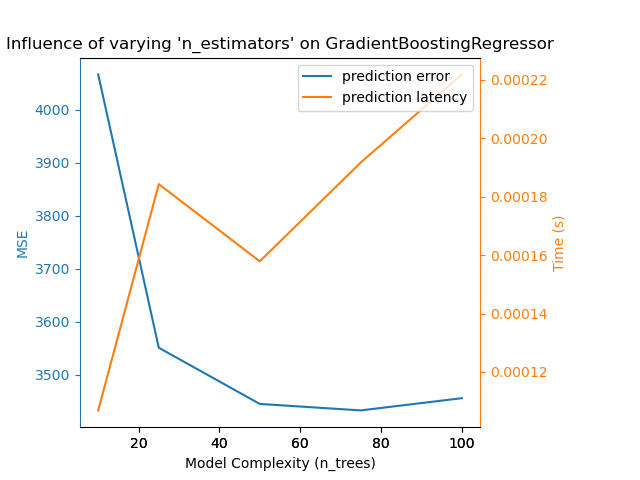 Influence of varying 'n_estimators' on GradientBoostingRegressor
prediction error
prediction latency
4000
3900
3800
3700
3600
3500
MSE
0.00022
0.00020
0.00018
0.00016
0.00014
0.00012
Time (s)
20 40 60 80 100
Model Complexity (n_trees)